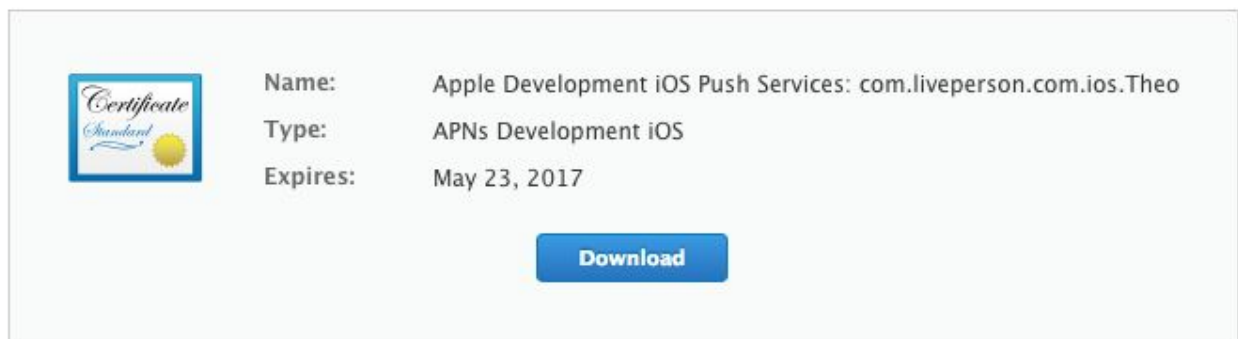 Certificate
Standard
Name: Apple Development iOS Push Services: com.liveperson.com.ios.Theo
Type: APNs Development iOS
Expires: May 23, 2017
Download